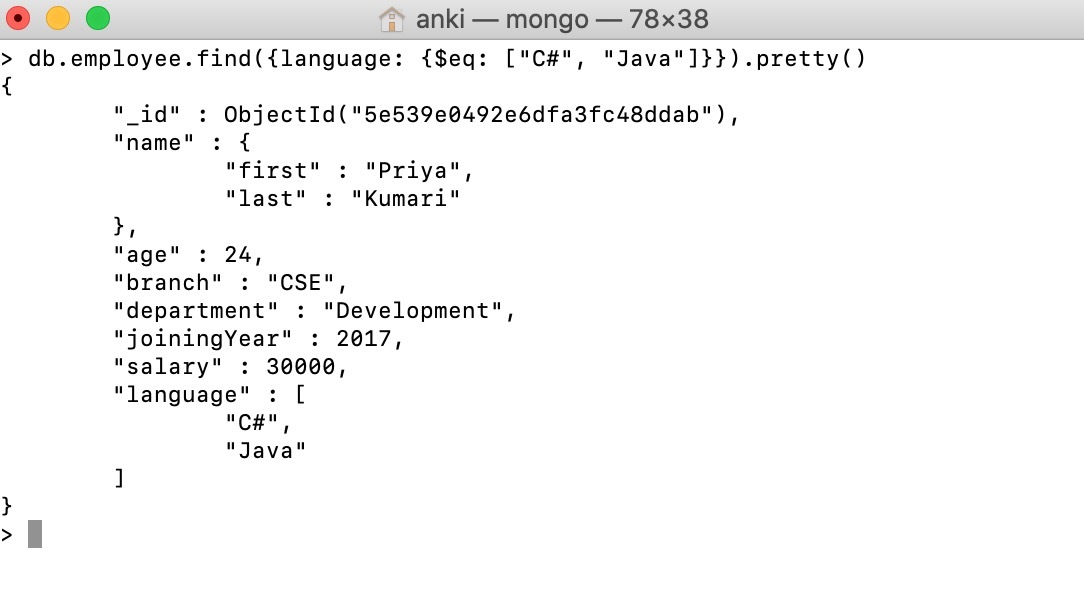 anki — mongo — 78×38
> db.employee.find({language: {$eq: ["C#", "Java"]}}).pretty()
{
        "_id" : ObjectId("5e539e0492e6dfa3fc48ddab"),
        "name" : {
                "first" : "Priya",
                "last" : "Kumari"
        },
        "age" : 24,
        "branch" : "CSE",
        "department" : "Development",
        "joiningYear" : 2017,
        "salary" : 30000,
        "language" : [
                "C#",
                "Java"
        ]
}
>